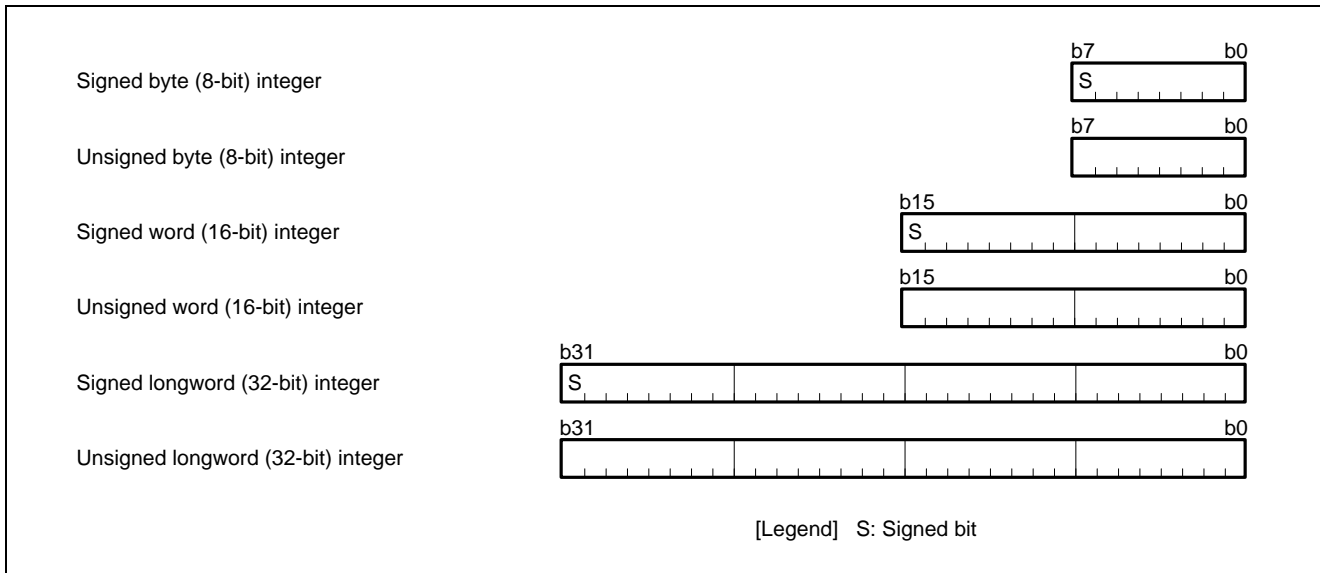 b7 b0
Signed byte (8-bit) integer S
b7 b0
Unsigned byte (8-bit) integer
b15 b0
Signed word (16-bit) integer S
b15 b0
Unsigned word (16-bit) integer
b31 b0
Signed longword (32-bit) integer S
b31 b0
Unsigned longword (32-bit) integer
[Legend] S: Signed bit